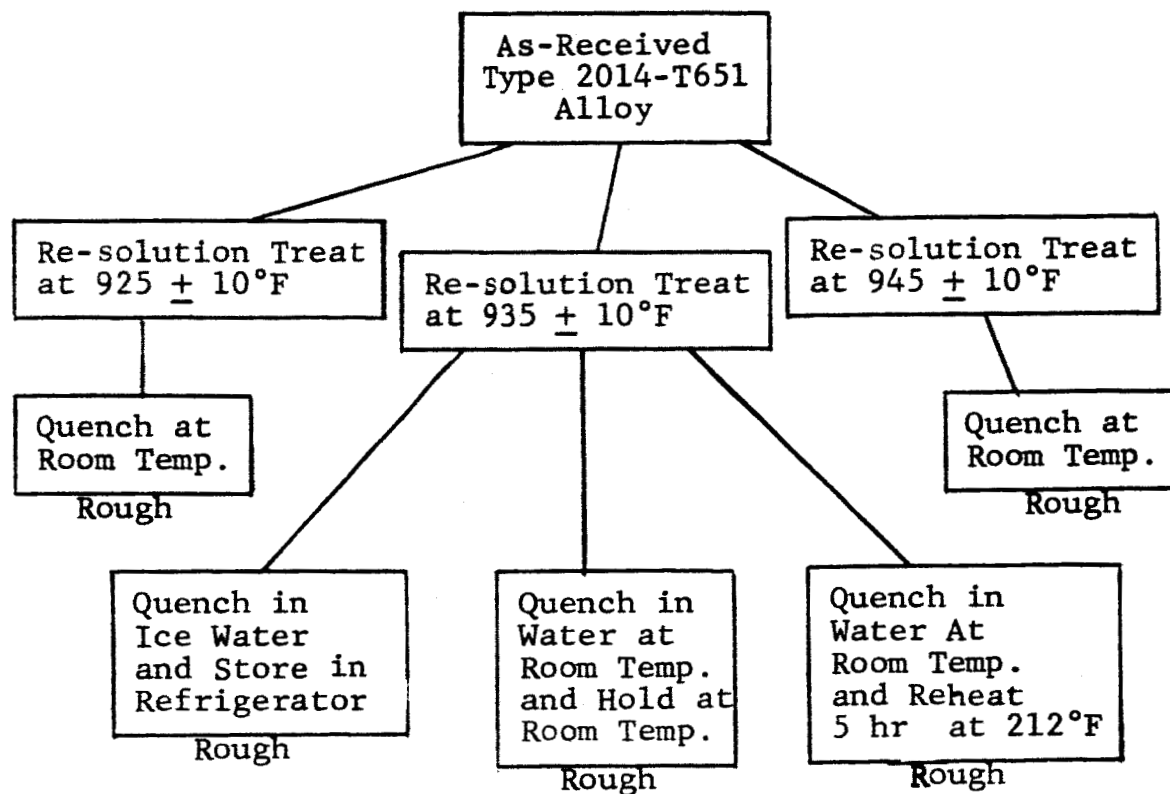 As-Received
Type 2014-T651
Alloy
Re-solution Treat
at 925 ± 10°F
Re-solution Treat
at 935 ± 10°F
Re-solution Treat
at 945 ± 10°F
Quench at
Room Temp.
Rough
Quench at
Room Temp.
Rough
Quench in
Ice Water
and Store in
Refrigerator
Rough
Quench in
Water at
Room Temp.
and Hold at
Room Temp.
Rough
Quench in
Water At
Room Temp.
and Reheat
5 hr at 212°F
Rough